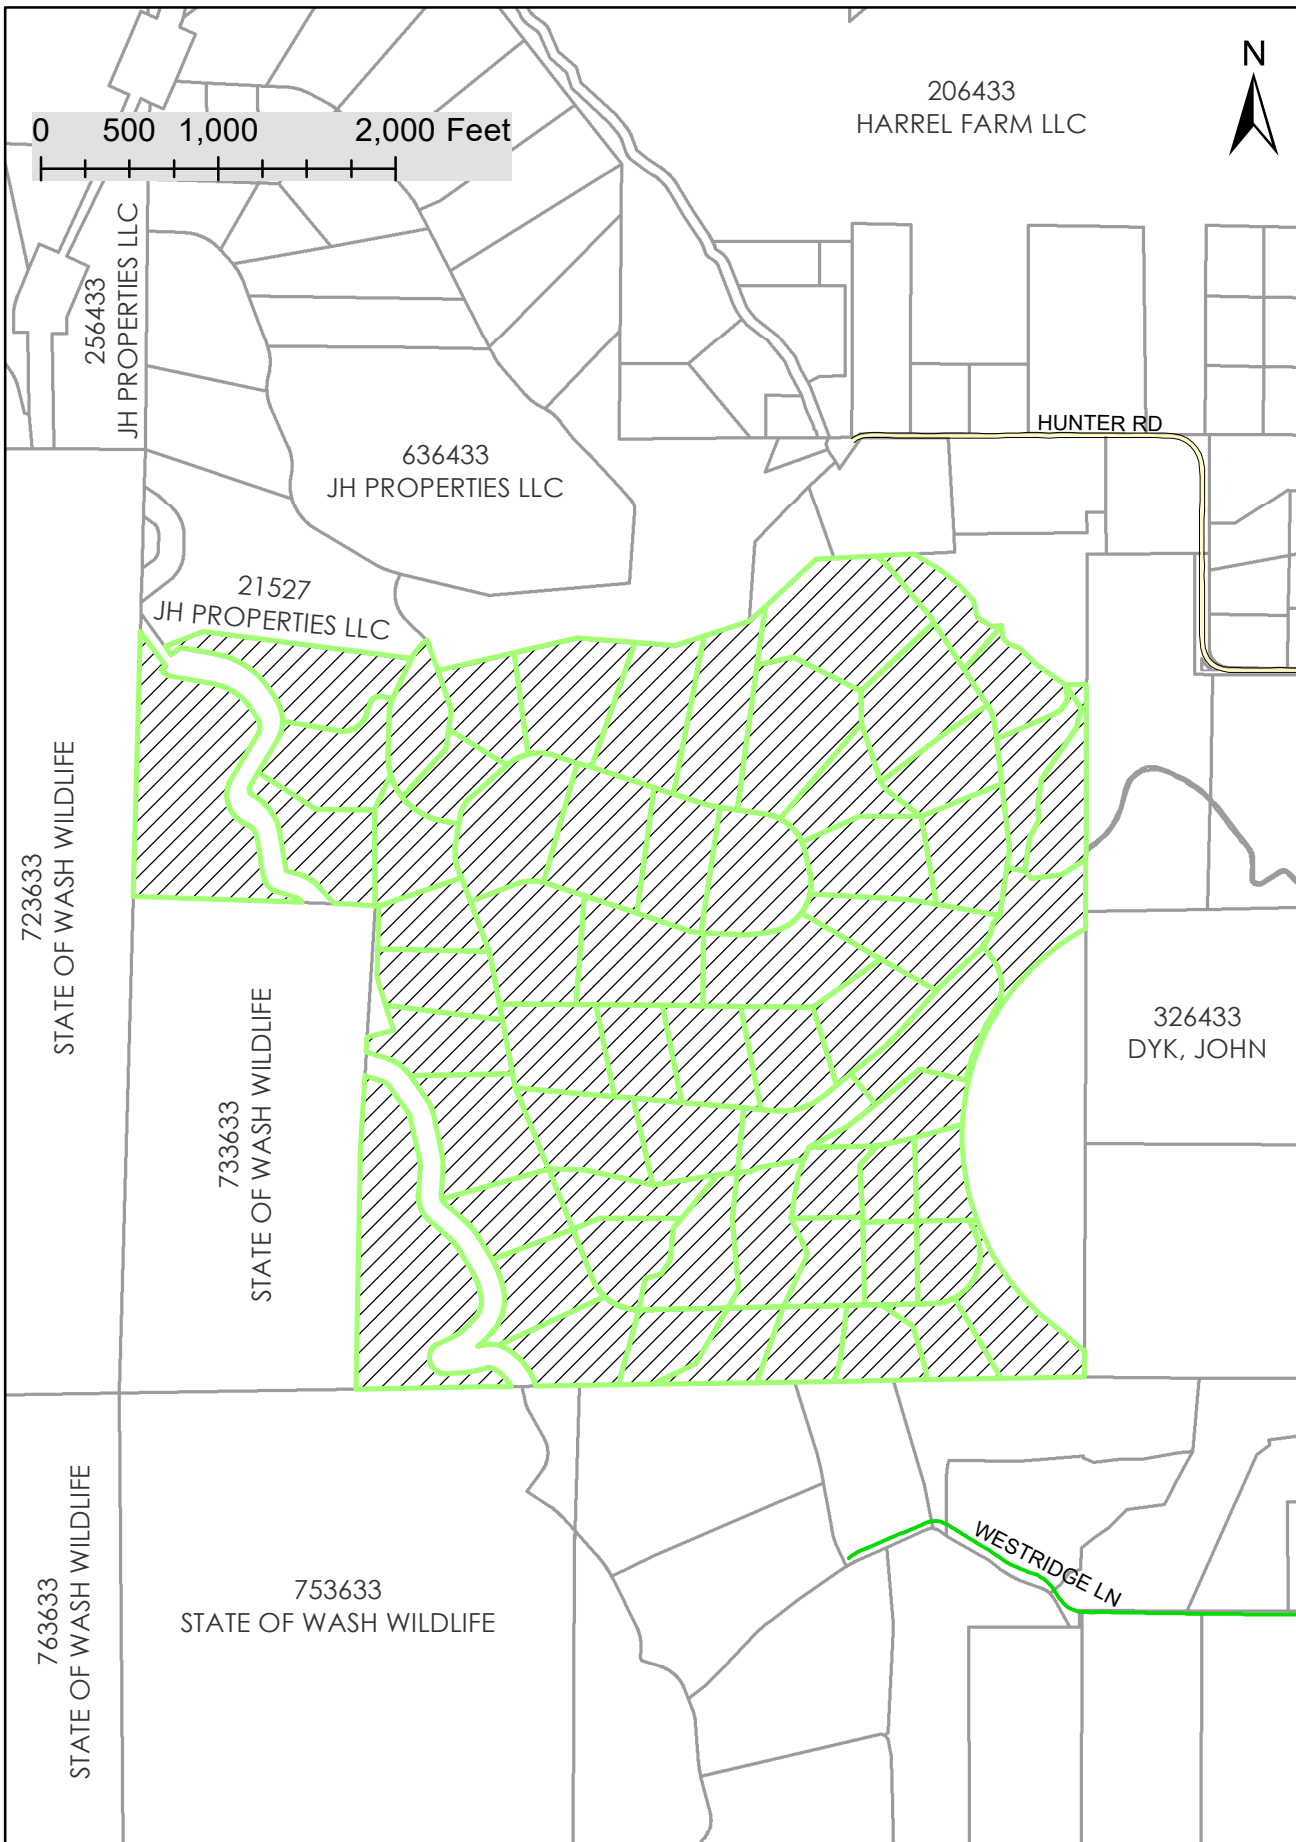 N
206433
HARREL FARM LLC
0 500 1,000 2,000 Feet
256433
JH PROPERTIES LLC
HUNTER RD
636433
JH PROPERTIES LLC
21527
JH PROPERTIES LLC
723633
STATE OF WASH WILDLIFE
733633
STATE OF WASH WILDLIFE
326433
DYK, JOHN
763633
STATE OF WASH WILDLIFE
753633
STATE OF WASH WILDLIFE
WESTRIDGE LN